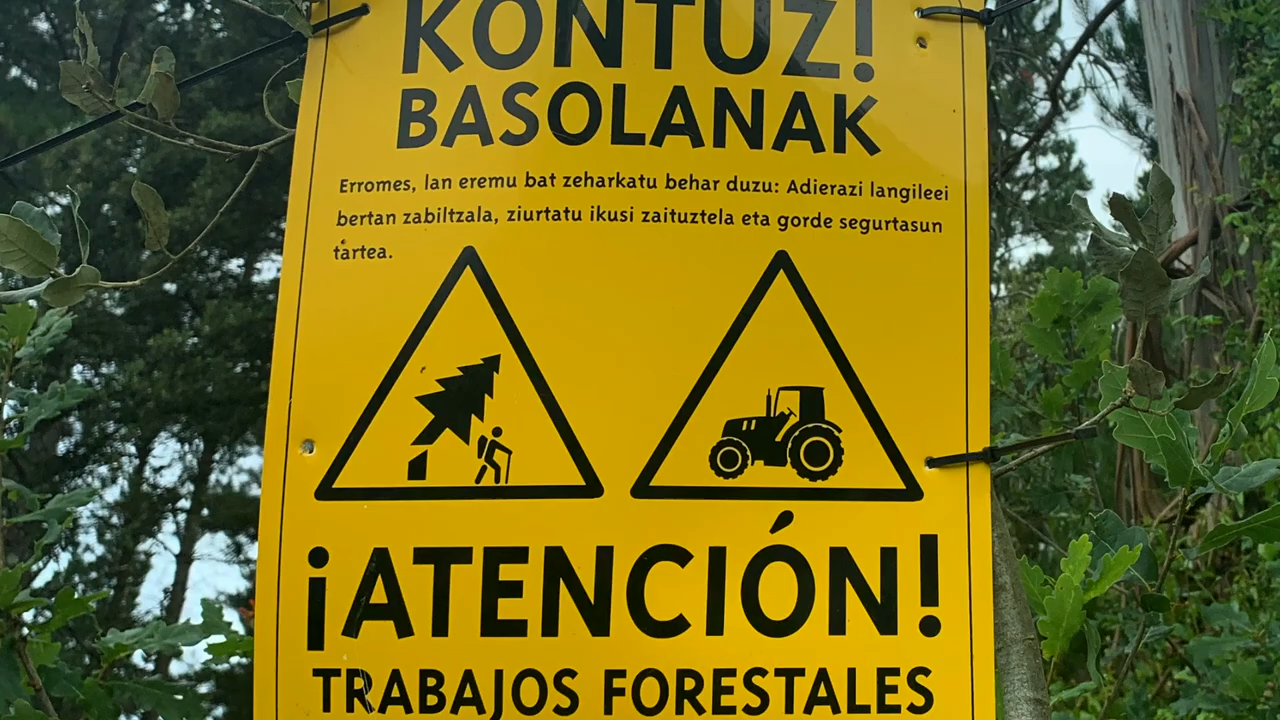 KONTUZ!
BASOLANAK
Erromes, lan eremu bat zeharkatu behar duzu: Adierazi langileei
bertan zabiltzala, ziurtatu ikusi zaituztela eta gorde segurtasun
tartea.
¡ATENCIÓN!
TRABAJOS FORESTALES